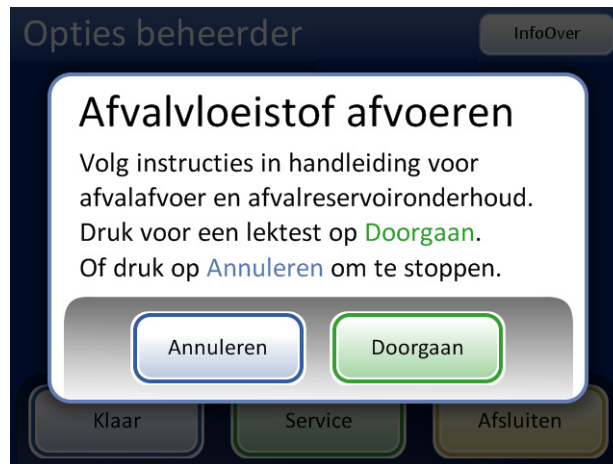 Opties beheerder
InfoOver
Afvalvloeistof afvoeren
Volg instructies in handleiding voor
afvalafvoer en afvalreservoironderhoud.
Druk voor een lektest op Doorgaan.
Of druk op Annuleren om te stoppen.
Annuleren
Doorgaan
Klaar
Service
Afsluiten